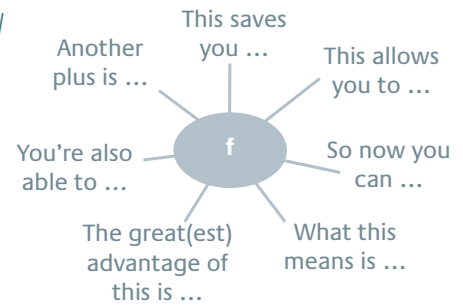 This saves
you …
This allows
you to …
So now you
can …
What this
means is …
The great(est)
advantage of
this is …
You're also
able to …
Another
plus is …
f